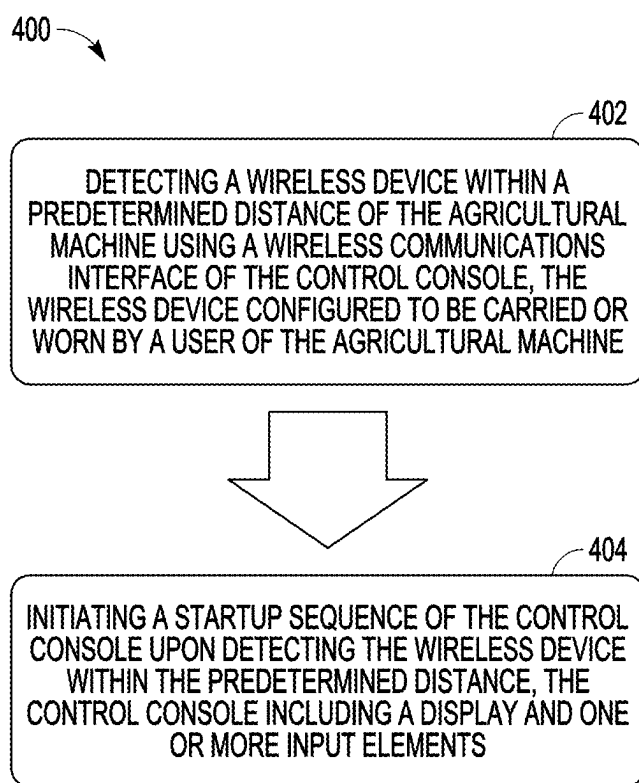 400
402
DETECTING A WIRELESS DEVICE WITHIN A
PREDETERMINED DISTANCE OF THE AGRICULTURAL
MACHINE USING A WIRELESS COMMUNICATIONS
INTERFACE OF THE CONTROL CONSOLE, THE
WIRELESS DEVICE CONFIGURED TO BE CARRIED OR
WORN BY A USER OF THE AGRICULTURAL MACHINE
404
INITIATING A STARTUP SEQUENCE OF THE CONTROL
CONSOLE UPON DETECTING THE WIRELESS DEVICE
WITHIN THE PREDETERMINED DISTANCE, THE
CONTROL CONSOLE INCLUDING A DISPLAY AND ONE
OR MORE INPUT ELEMENTS